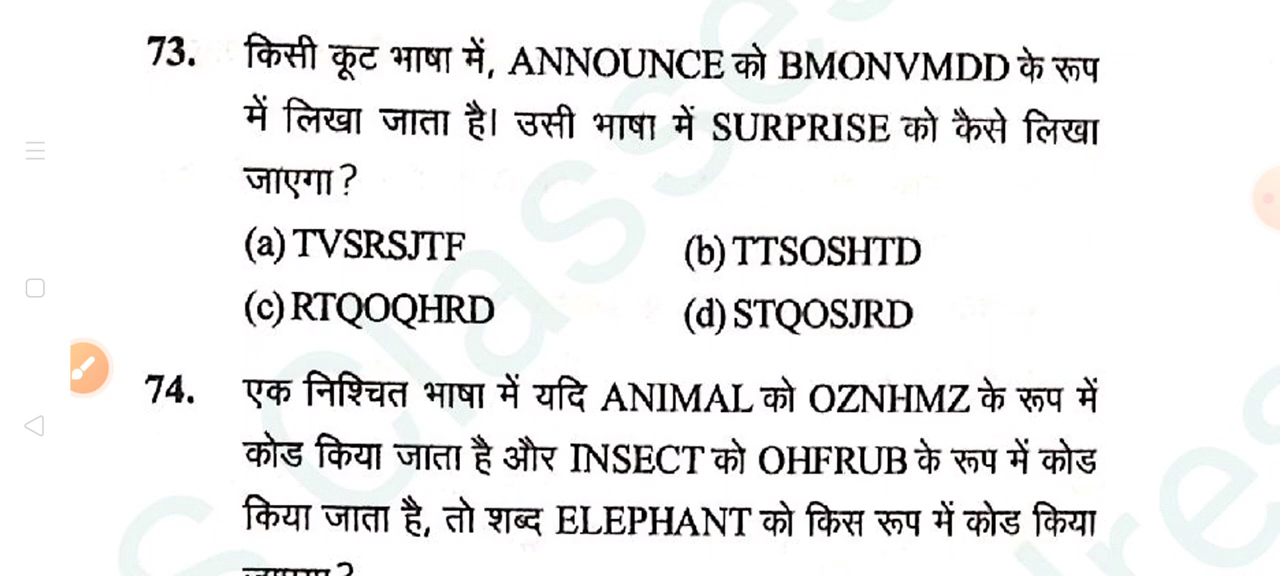 73. किसी कूट भाषा में, ANNOUNCE को BMONVMDD के रूप
में लिखा जाता है। उसी भाषा में SURPRISE को कैसे लिखा
जाएगा?
(a) TVSRSJTF (b) TTSOSHTD
(c) RTQOQHRD (d) STQOSJRD
74. एक निश्चित भाषा में यदि ANIMAL को OZNHMZ के रूप में
कोड किया जाता है और INSECT को OHFRUB के रूप में कोड
किया जाता है, तो शब्द ELEPHANT को किस रूप में कोड किया